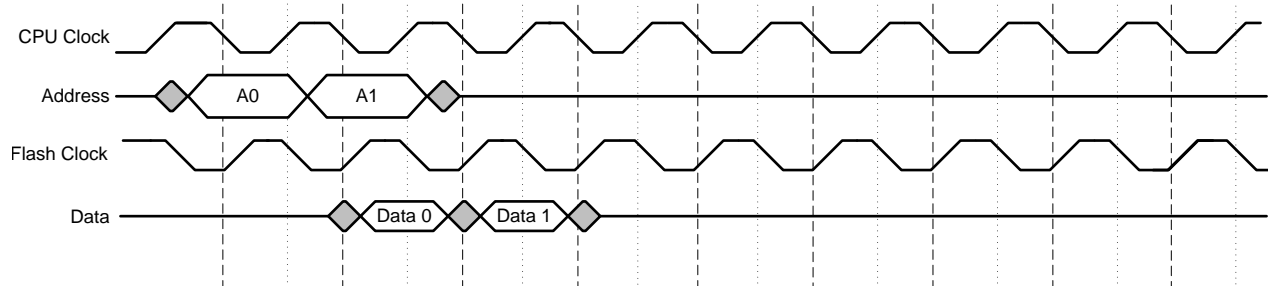 CPU Clock
Address A0 A1
Flash Clock
Data Data 0 Data 1